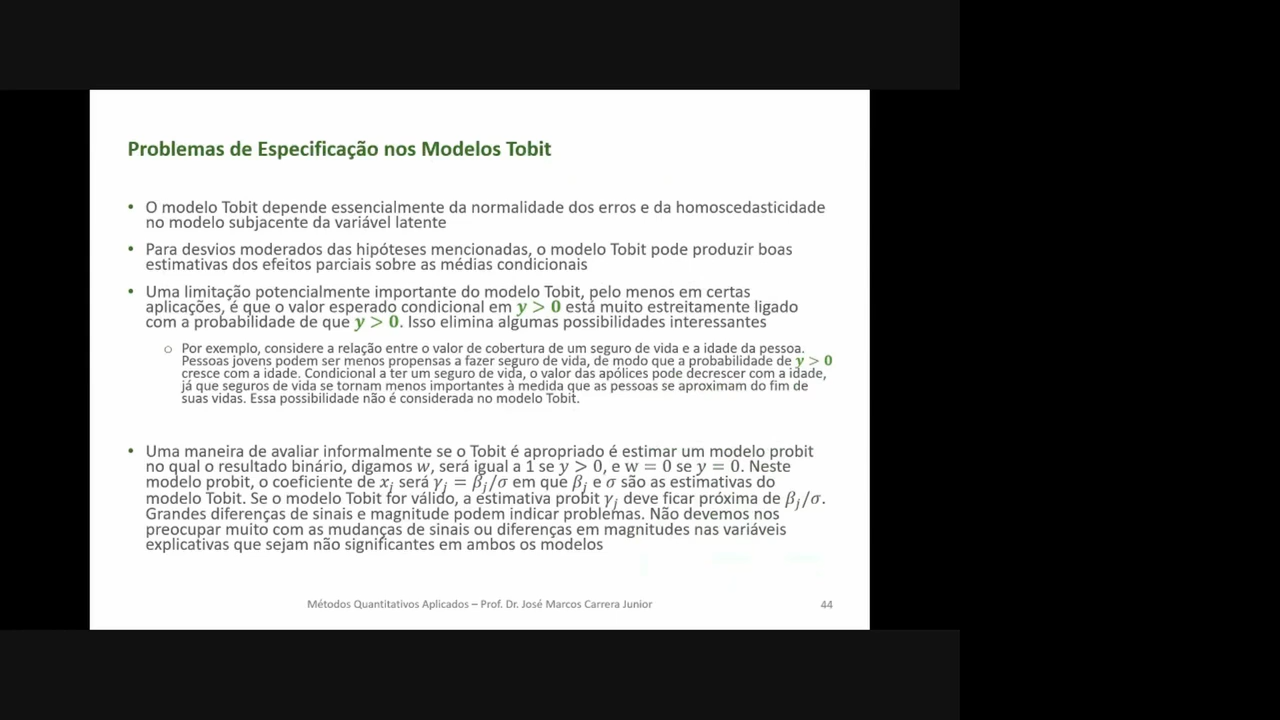 Problemas de Especificação nos Modelos Tobit
• O modelo Tobit depende essencialmente da normalidade dos erros e da homoscedasticidade
no modelo subjacente da variável latente
• Para desvios moderados das hipóteses mencionadas, o modelo Tobit pode produzir boas
estimativas dos efeitos parciais sobre as médias condicionais
• Uma limitação potencialmente importante do modelo Tobit, pelo menos em certas
aplicações, é que o valor esperado condicional em y > 0 está muito estreitamente ligado
com a probabilidade de que y > 0. Isso elimina algumas possibilidades interessantes
o Por exemplo, considere a relação entre o valor de cobertura de um seguro de vida e a idade da pessoa.
Pessoas jovens podem ser menos propensas a fazer seguro de vida, de modo que a probabilidade de y > 0
cresce com a idade. Condicional a ter um seguro de vida, o valor das apólices pode decrescer com a idade,
já que seguros de vida se tornam menos importantes à medida que as pessoas se aproximam do fim de
suas vidas. Essa possibilidade não é considerada no modelo Tobit.
• Uma maneira de avaliar informalmente se o Tobit é apropriado é estimar um modelo probit
no qual o resultado binário, digamos w, será igual a 1 se y > 0, e w = 0 se y = 0. Neste
modelo probit, o coeficiente de xⱼ será γⱼ = βⱼ/σ em que βⱼ e σ são as estimativas do
modelo Tobit. Se o modelo Tobit for válido, a estimativa probit γⱼ deve ficar próxima de βⱼ/σ.
Grandes diferenças de sinais e magnitude podem indicar problemas. Não devemos nos
preocupar muito com as mudanças de sinais ou diferenças em magnitudes nas variáveis
explicativas que sejam não significantes em ambos os modelos
Métodos Quantitativos Aplicados – Prof. Dr. José Marcos Carrera Junior
44